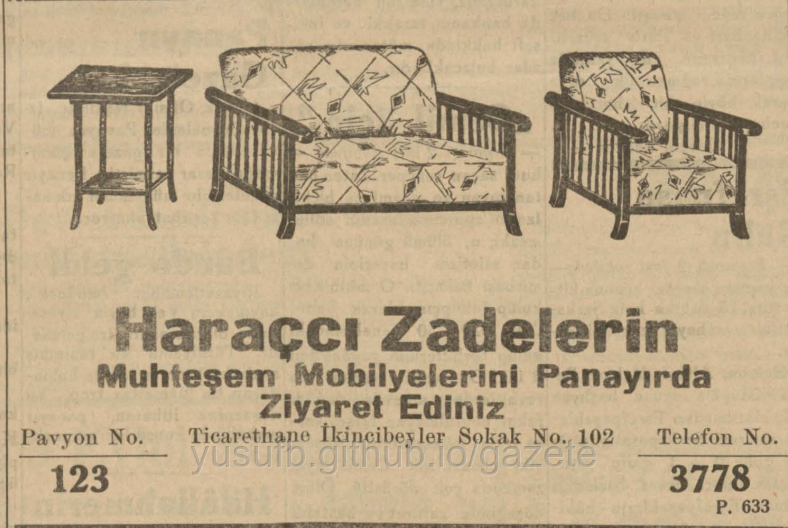 Haraççı Zadelerin
Muhteşem Mobilyelerini Panayırda
Ziyaret Ediniz
Pavyon No.
123
Ticarethane İkincibeyler Sokak No. 102
Telefon No.
3778
P. 633
yusufb.github.io/gazete